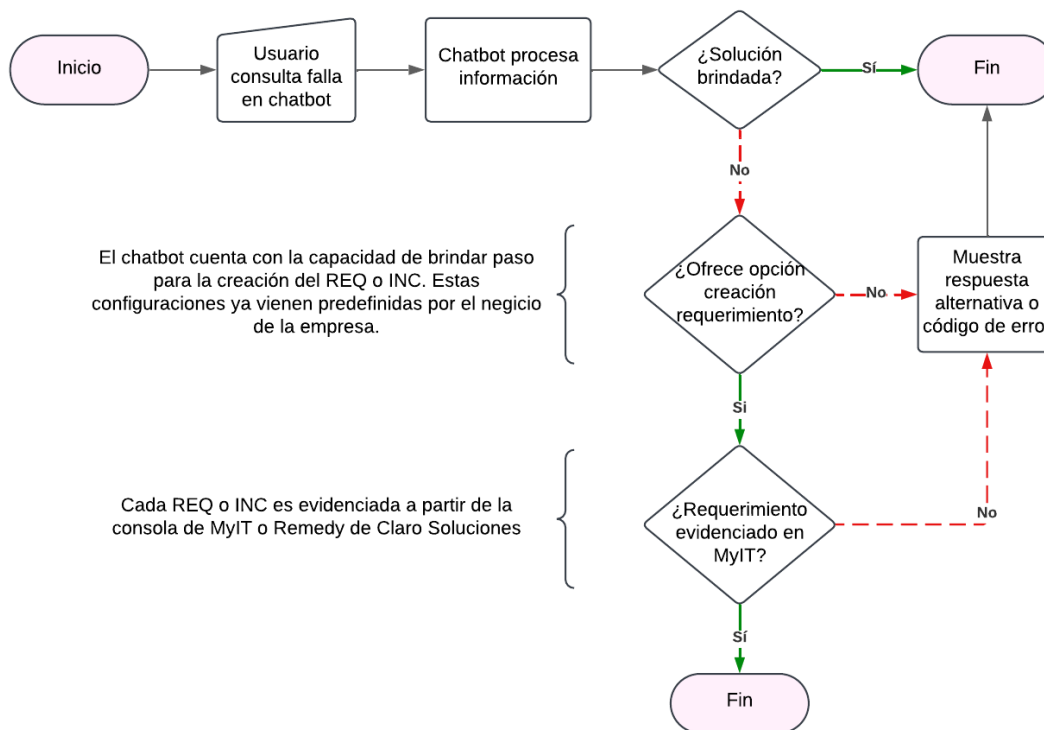 Inicio
Usuario
consulta falla
en chatbot
Chatbot procesa
información
¿Solución
brindada?
Sí
Fin
No
El chatbot cuenta con la capacidad de brindar paso
para la creación del REQ o INC. Estas
configuraciones ya vienen predefinidas por el negicio
de la empresa.
¿Ofrece opción
creación
requerimiento?
No
Muestra
respuesta
alternativa o
código de erro
Si
Cada REQ o INC es evidenciada a partir de la
consola de MyIT o Remedy de Claro Soluciones
¿Requerimiento
evidenciado en
MyIT?
No
Sí
Fin